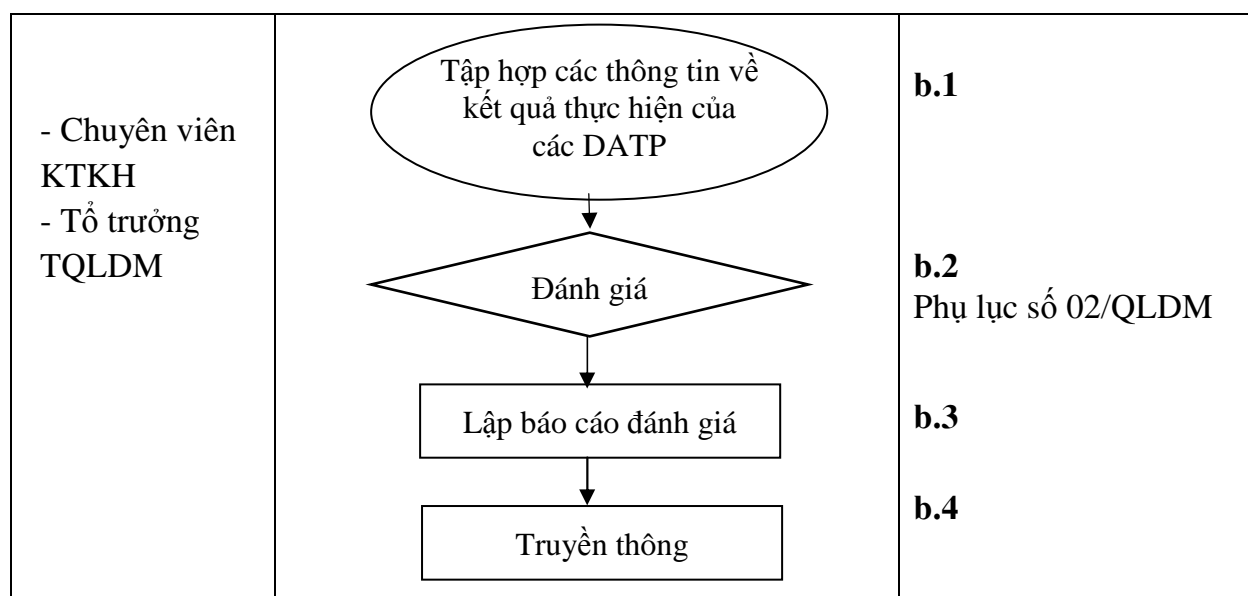 - Chuyên viên
KTKH
- Tổ trưởng
TQLDM
Tập hợp các thông tin về
kết quả thực hiện của
các DATP
b.1
Đánh giá
b.2
Phụ lục số 02/QLDM
Lập báo cáo đánh giá
b.3
Truyền thông
b.4